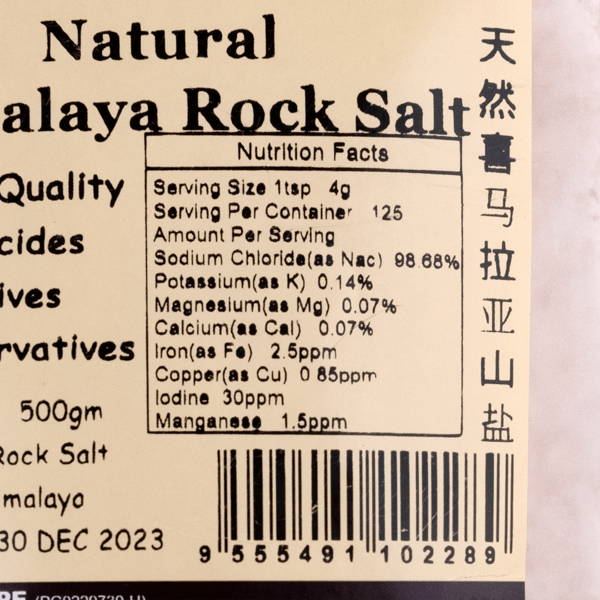 Natural
alaya Rock Salt
天然喜马拉亚山盐
Quality
cides
ives
rvatives
500gm
Rock Salt
malaya
30 DEC 2023
Nutrition Facts
Serving Size 1tsp 4g
Serving Per Container 125
Amount Per Serving
Sodium Chloride(as Nac) 98.68%
Potassium(as K) 0.14%
Magnesium(as Mg) 0.07%
Calcium(as Cal) 0.07%
Iron(as Fe) 2.5ppm
Copper(as Cu) 0 85ppm
Iodine 30ppm
Manganese 1.5ppm
9 555491 102289